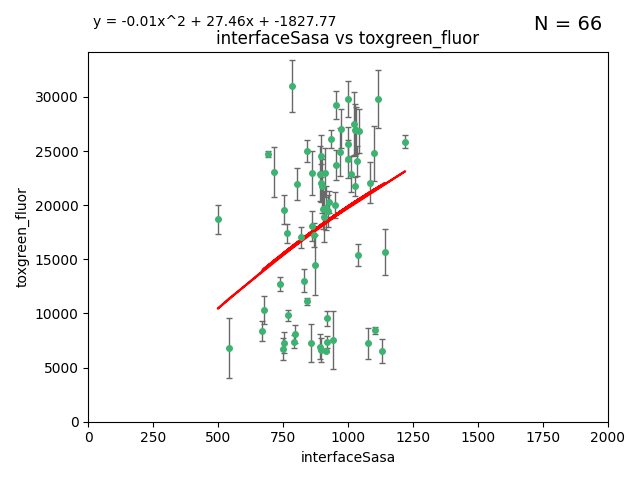 y = -0.01x^2 + 27.46x + -1827.77
N = 66
interfaceSasa vs toxgreen_fluor
30000
25000
20000
15000
10000
5000
0
toxgreen_fluor
0 250 500 750 1000 1250 1500 1750 2000
interfaceSasa